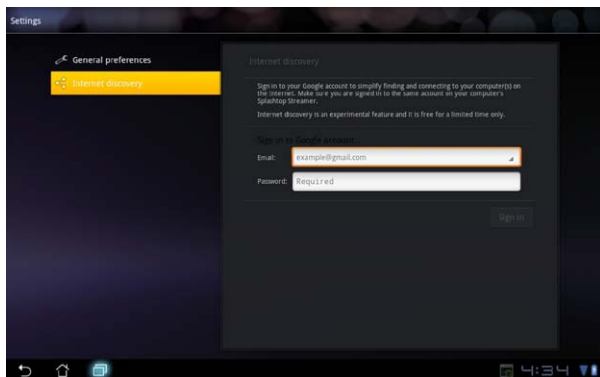 Settings
General preferences
Internet discovery
Internet discovery
Sign in to your Google account to simplify finding and connecting to your computer(s) on
the internet. Make sure you are signed in to the same account on your computer's
Splashtop Streamer.
Internet discovery is an experimental feature and it is free for a limited time only.
Sign in to Google account...
Email:
example@gmail.com
Password:
Required
Sign in
4:34